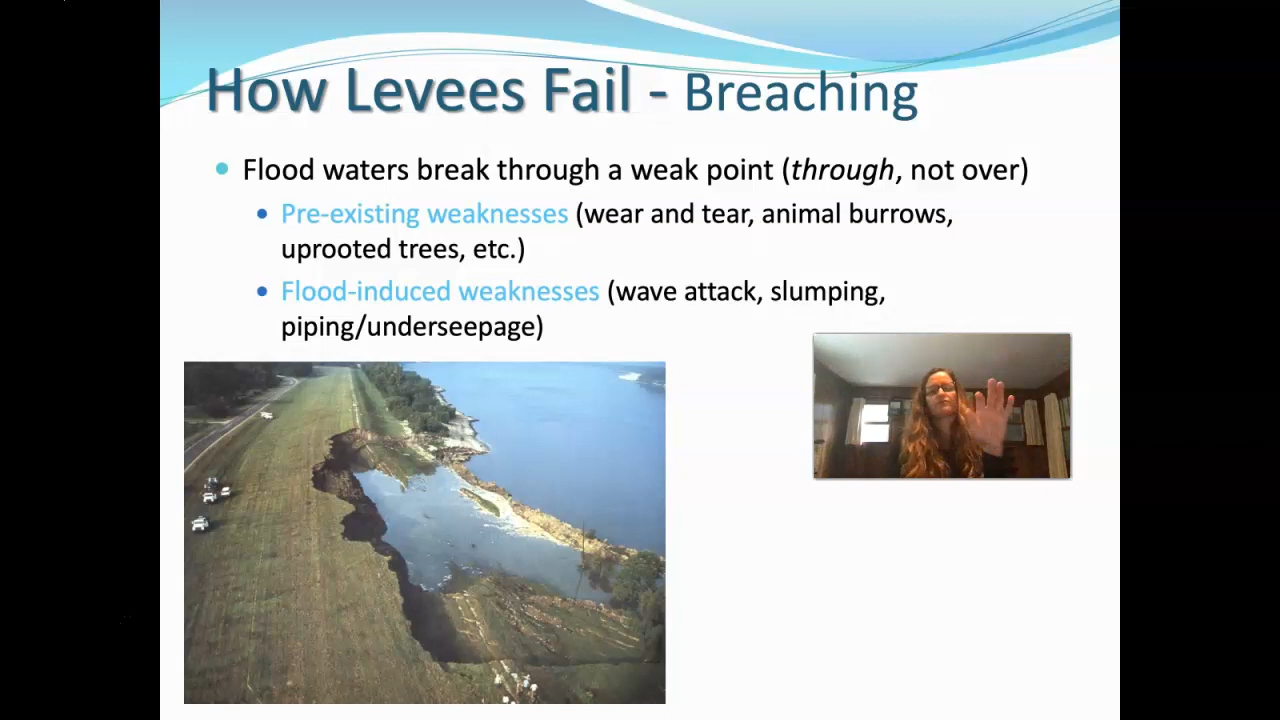 How Levees Fail - Breaching
Flood waters break through a weak point (through, not over)
Pre-existing weaknesses (wear and tear, animal burrows,
uprooted trees, etc.)
Flood-induced weaknesses (wave attack, slumping,
piping/underseepage)